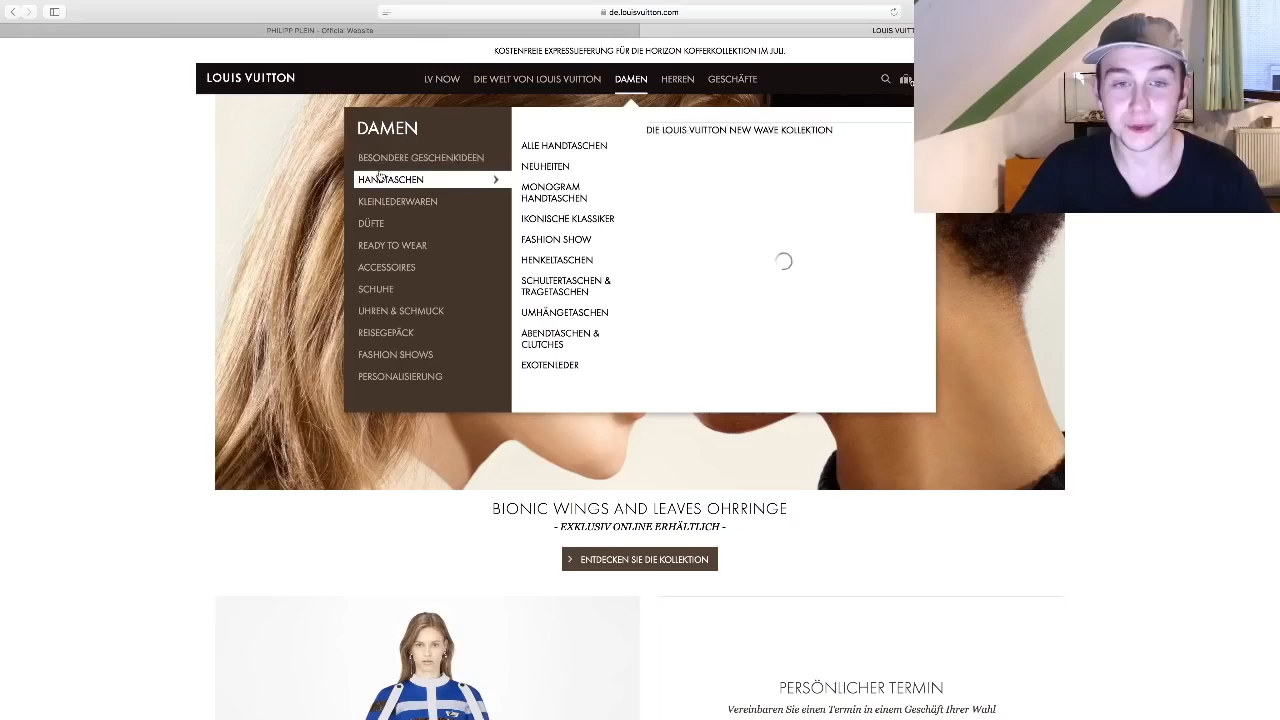 de.louisvuitton.com
PHILIPP PLEIN - Official Website
LOUIS VUIT
KOSTENFREIE EXPRESSLIEFERUNG FÜR DIE HORIZON KOFFERKOLLEKTION IM JULI.
LOUIS VUITTON
LV NOW
DIE WELT VON LOUIS VUITTON
DAMEN
HERREN
GESCHÄFTE
DAMEN
BESONDERE GESCHENKIDEEN
HANDTASCHEN
KLEINLEDERWAREN
DÜFTE
READY TO WEAR
ACCESSOIRES
SCHUHE
UHREN & SCHMUCK
REISEGEPÄCK
FASHION SHOWS
PERSONALISIERUNG
ALLE HANDTASCHEN
NEUHEITEN
MONOGRAM
HANDTASCHEN
IKONISCHE KLASSIKER
FASHION SHOW
HENKELTASCHEN
SCHULTERTASCHEN &
TRAGETASCHEN
UMHÄNGETASCHEN
ABENDTASCHEN &
CLUTCHES
EXOTENLEDER
DIE LOUIS VUITTON NEW WAVE KOLLEKTION
BIONIC WINGS AND LEAVES OHRRINGE
- EXKLUSIV ONLINE ERHÄLTLICH -
ENTDECKEN SIE DIE KOLLEKTION
PERSÖNLICHER TERMIN
Vereinbaren Sie einen Termin in einem Geschäft Ihrer Wahl